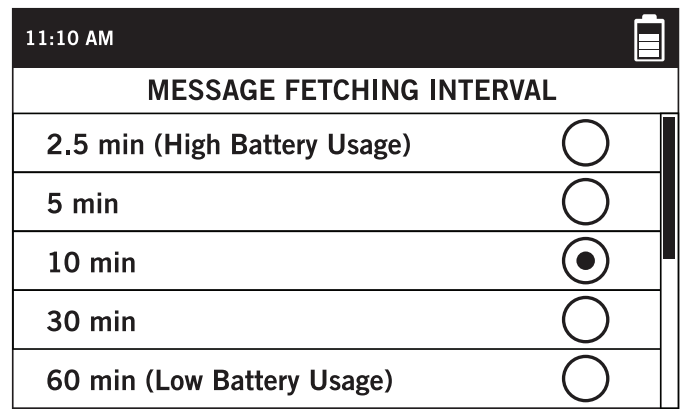 11:10 AM
MESSAGE FETCHING INTERVAL
2.5 min (High Battery Usage)
5 min
10 min
30 min
60 min (Low Battery Usage)